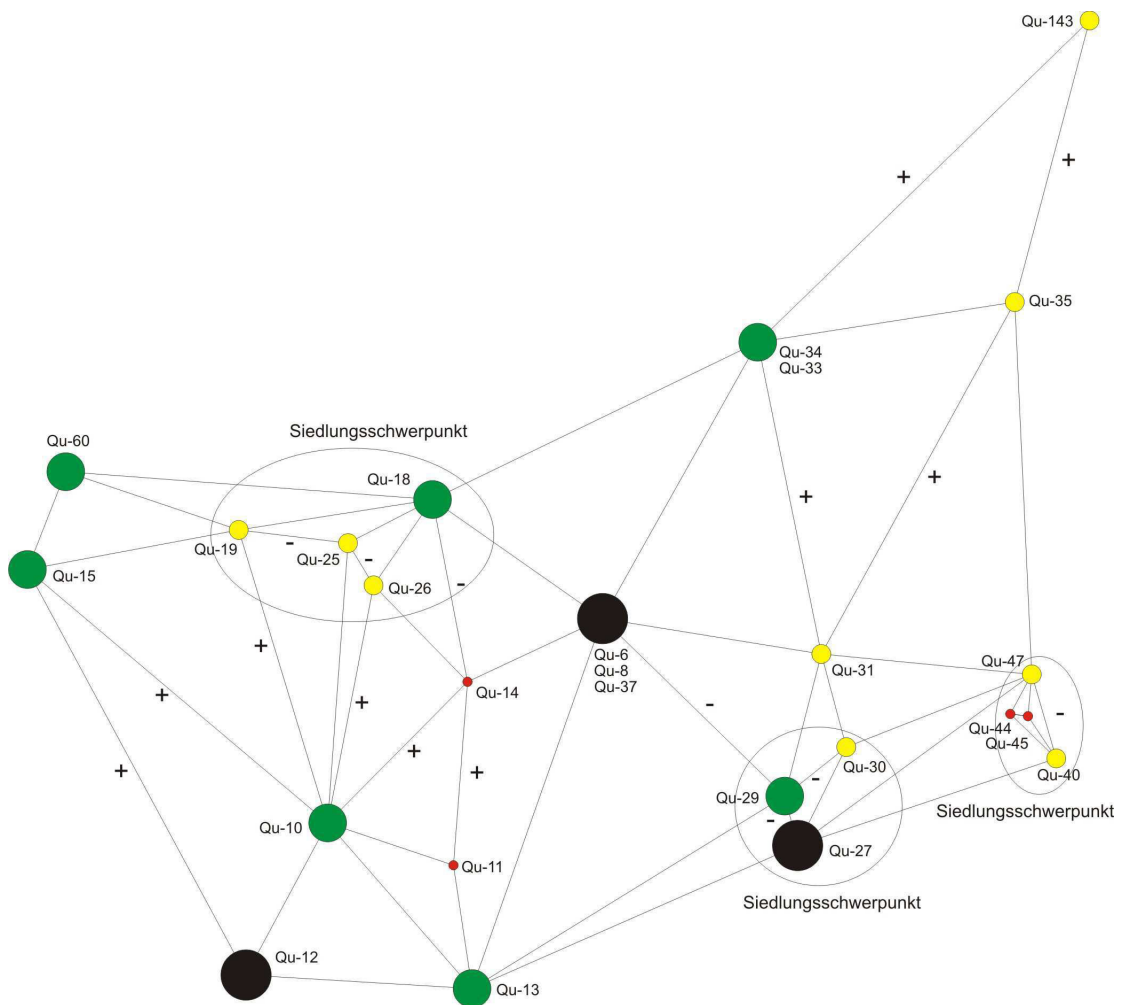 Qu-143
+
+
Qu-35
Qu-34
Qu-33
Siedlungsschwerpunkt
Qu-60
Qu-18
+
+
Qu-19
-
Qu-25
-
Qu-15
Qu-26
-
+
Qu-6
Qu-8
Qu-37
Qu-31
Qu-47
Qu-14
+
+
-
-
Qu-44
Qu-45
+
+
+
Qu-30
Qu-40
-
Qu-29
-
Siedlungsschwerpunkt
Qu-10
Qu-27
Qu-11
Siedlungsschwerpunkt
Qu-12
Qu-13